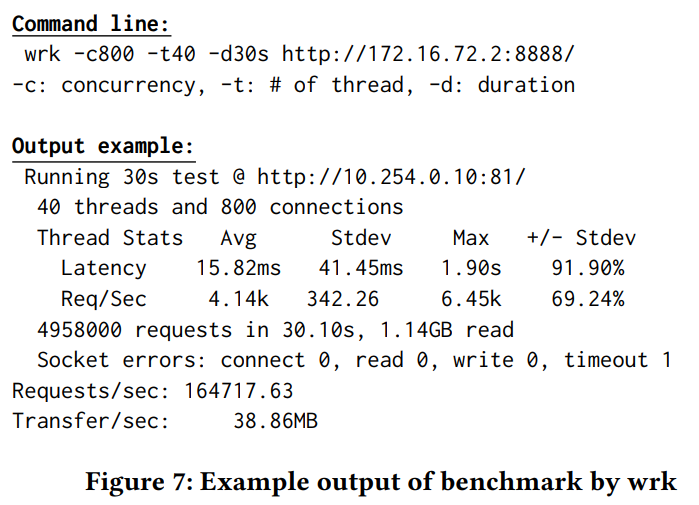 Command line:
wrk -c800 -t40 -d30s http://172.16.72.2:8888/
-c: concurrency, -t: # of thread, -d: duration
Output example:
Running 30s test @ http://10.254.0.10:81/
40 threads and 800 connections
Thread Stats Avg Stdev Max +/- Stdev
Latency 15.82ms 41.45ms 1.90s 91.90%
Req/Sec 4.14k 342.26 6.45k 69.24%
4958000 requests in 30.10s, 1.14GB read
Socket errors: connect 0, read 0, write 0, timeout 1
Requests/sec: 164717.63
Transfer/sec: 38.86MB
Figure 7: Example output of benchmark by wrk